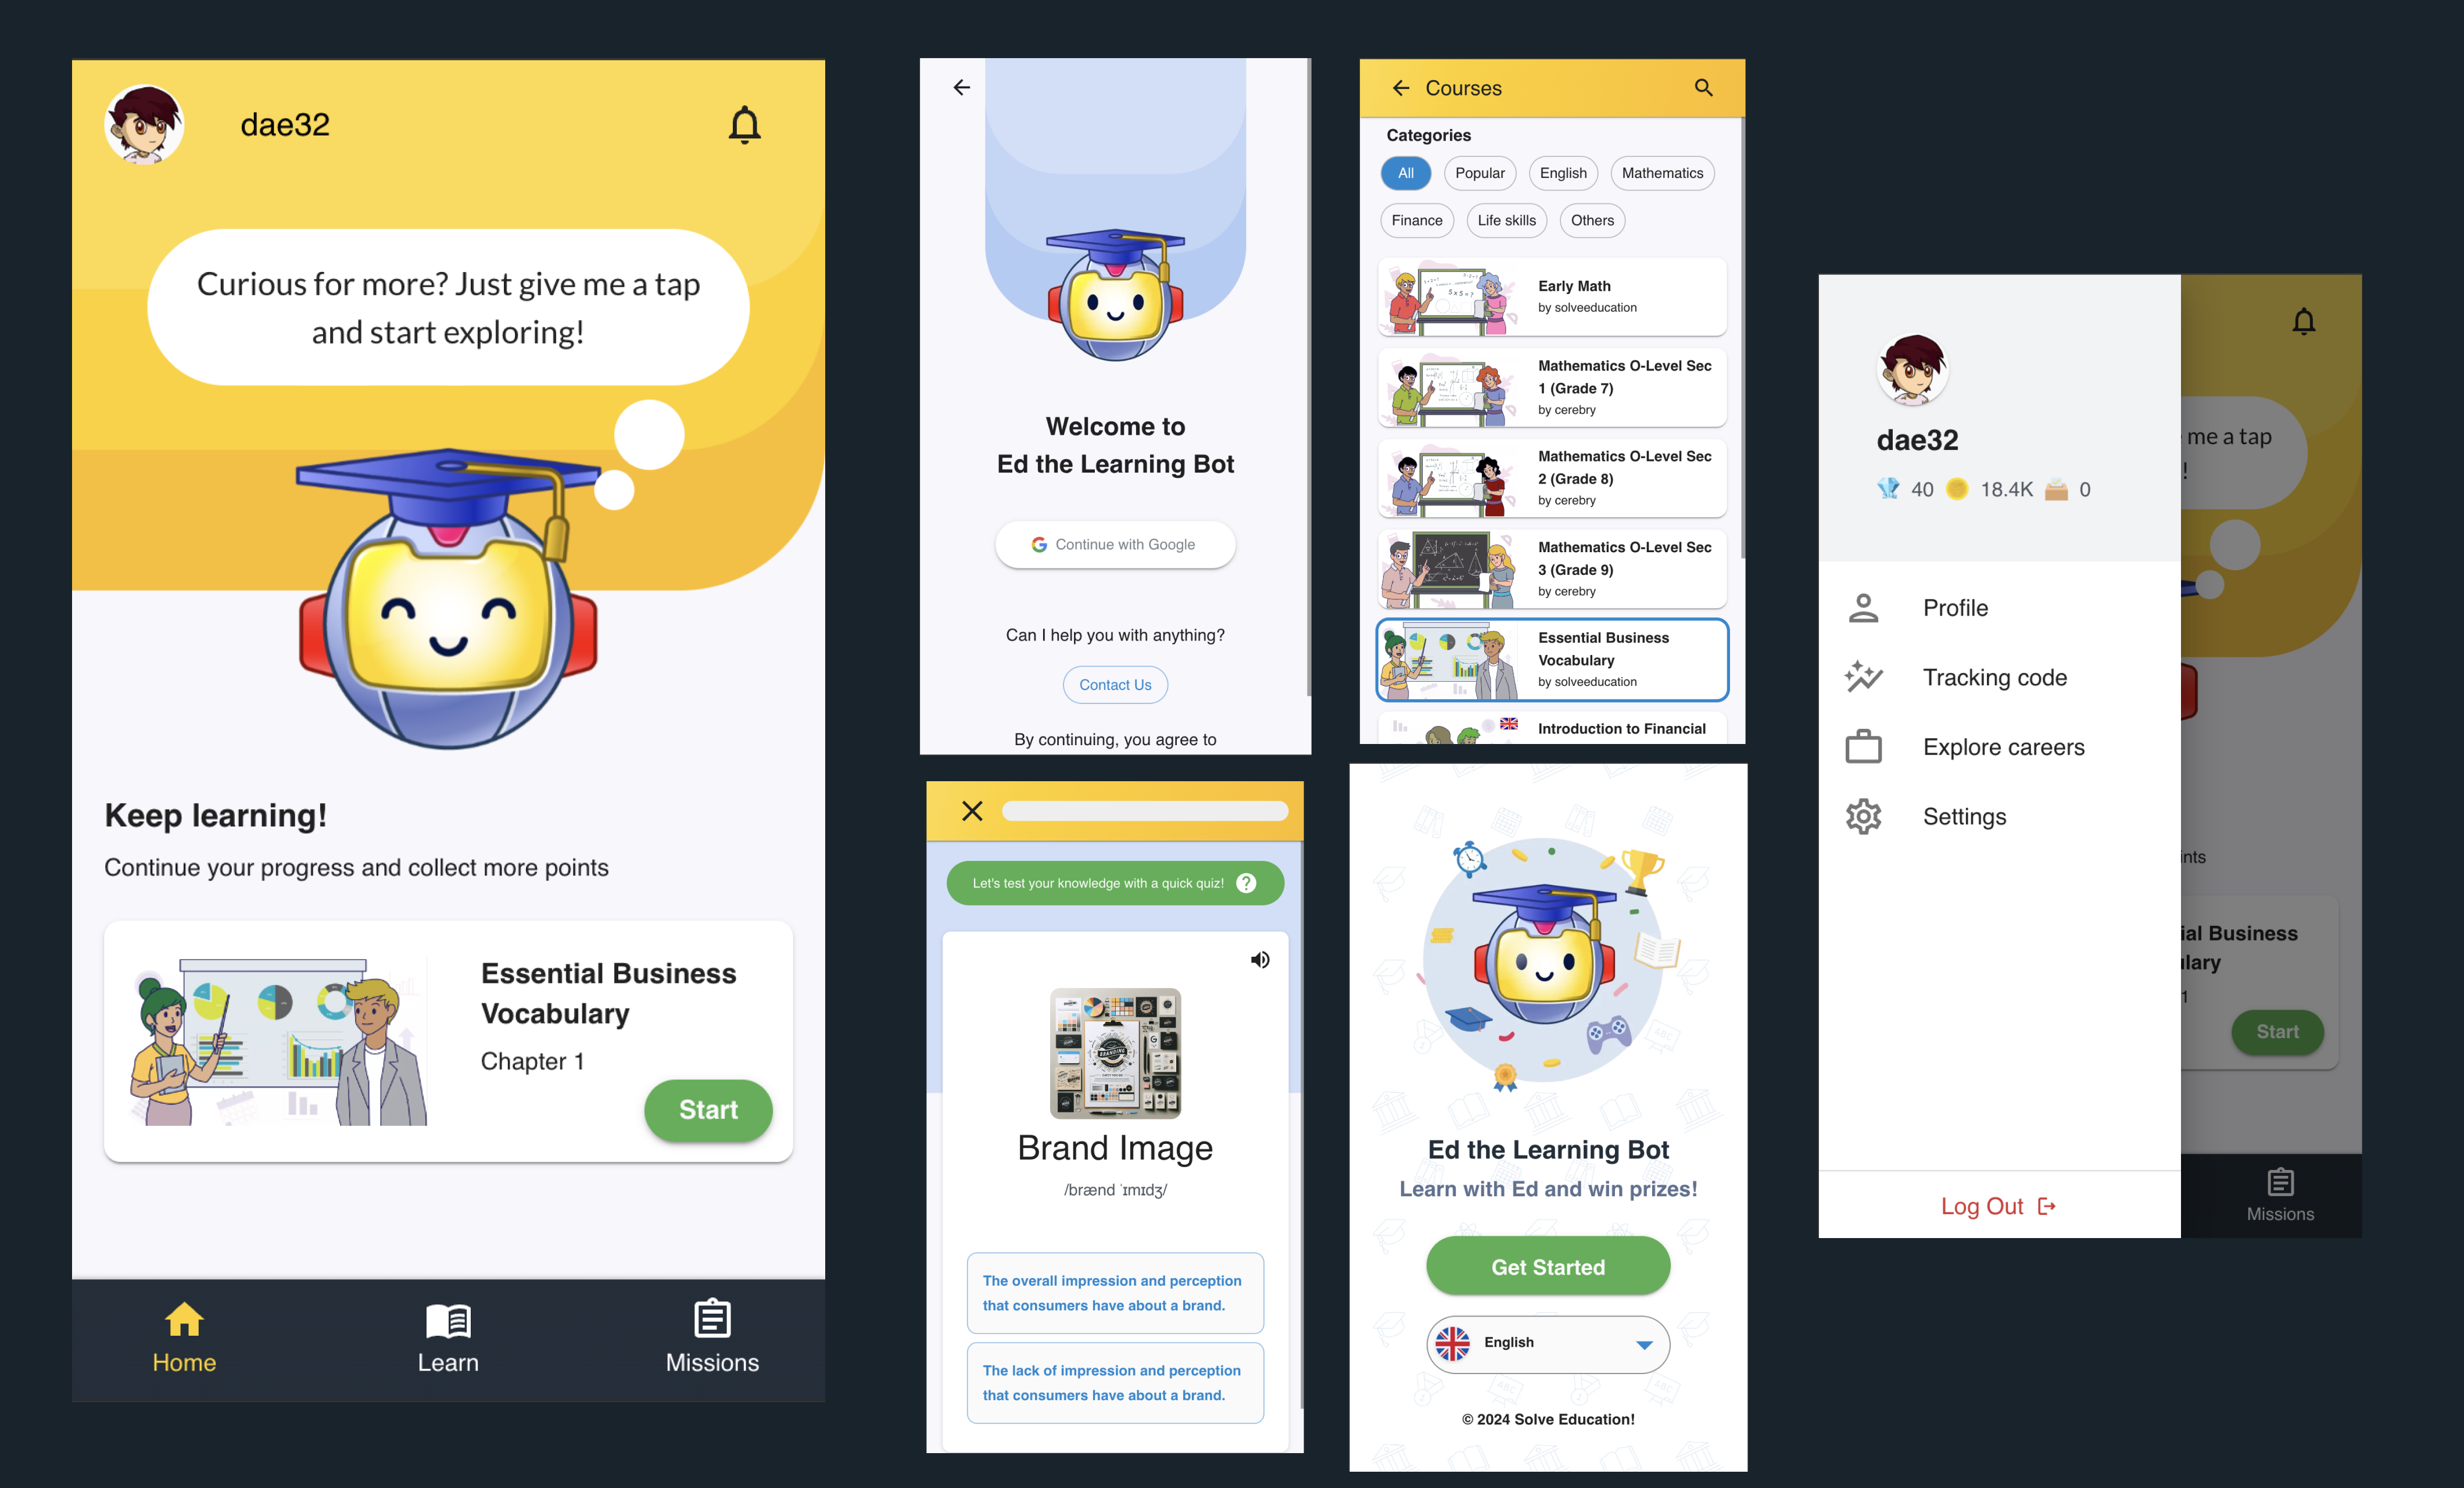 dae32
Curious for more? Just give me a tap
and start exploring!
Keep learning!
Continue your progress and collect more points
Essential Business
Vocabulary
Chapter 1
Start
Home
Learn
Missions
Welcome to
Ed the Learning Bot
Continue with Google
Can I help you with anything?
Contact Us
By continuing, you agree to
Let's test your knowledge with a quick quiz!
Brand Image
/brænd ˈɪmɪdʒ/
The overall impression and perception
that consumers have about a brand.
The lack of impression and perception
that consumers have about a brand.
Courses
Categories
All
Popular
English
Mathematics
Finance
Life skills
Others
Early Math
by solveeducation
Mathematics O-Level Sec
1 (Grade 7)
by cerebry
Mathematics O-Level Sec
2 (Grade 8)
by cerebry
Mathematics O-Level Sec
3 (Grade 9)
by cerebry
Essential Business
Vocabulary
by solveeducation
Introduction to Financial
Ed the Learning Bot
Learn with Ed and win prizes!
Get Started
English
© 2024 Solve Education!
dae32
40 18.4K 0
Profile
Tracking code
Explore careers
Settings
Log Out
me a tap
!
nts
ial Business
lary
1
Start
Missions